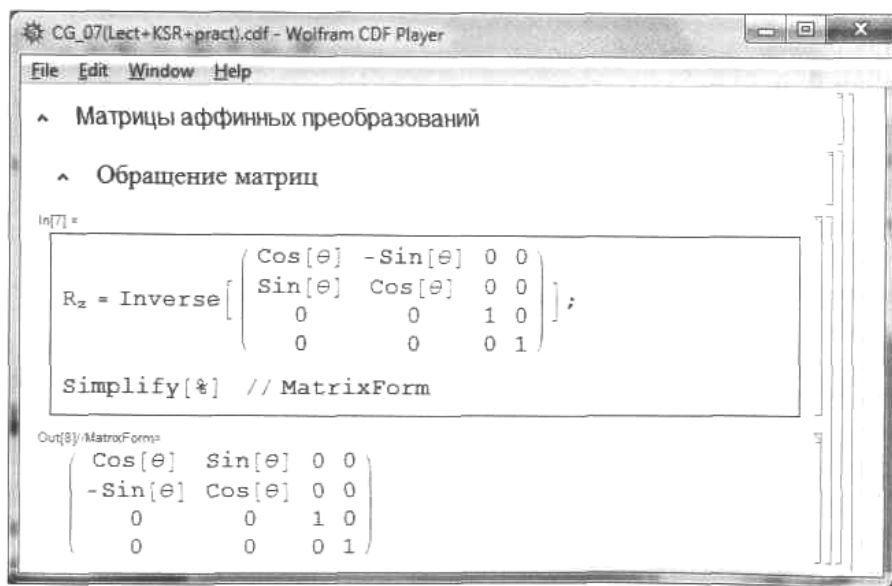 CG_07(Lect+KSR+pract).cdf - Wolfram CDF Player
File Edit Window Help
Матрицы аффинных преобразований
Обращение матриц
In[7] =
Cos[θ] -Sin[θ] 0 0
Sin[θ] Cos[θ] 0 0
R_z = Inverse[ ];
0 0 1 0
0 0 0 1
Simplify[%] // MatrixForm
Out[8]//MatrixForm=
Cos[θ] Sin[θ] 0 0
-Sin[θ] Cos[θ] 0 0
0 0 1 0
0 0 0 1